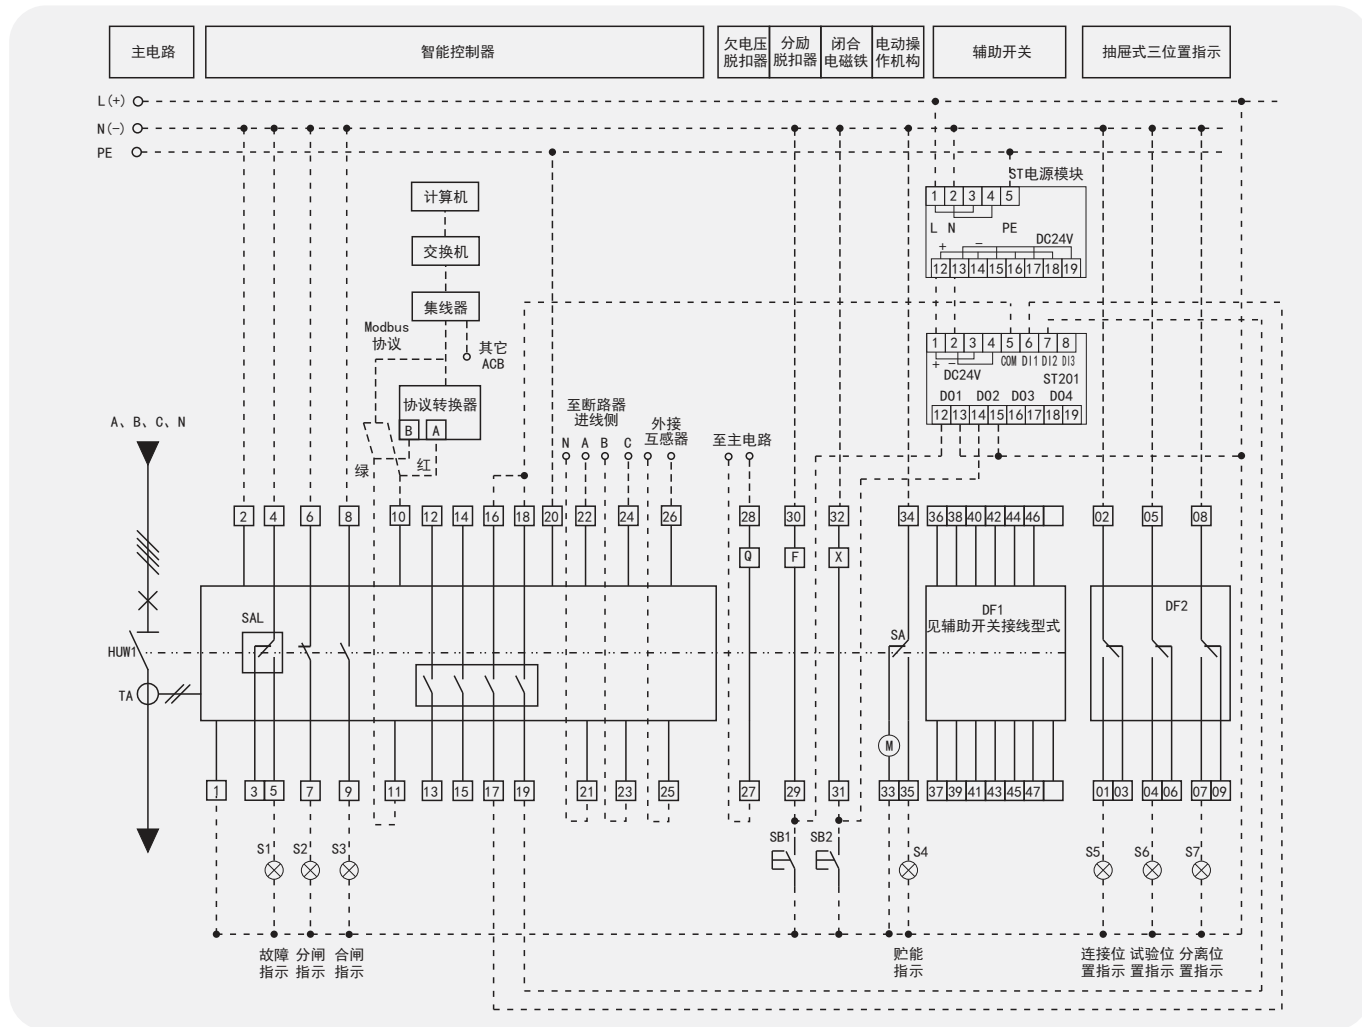 主电路
智能控制器
欠电压
脱扣器
分励
脱扣器
闭合
电磁铁
电动操
作机构
辅助开关
抽屉式三位置指示
L(+)
N(-)
PE
ST电源模块
1 2 3 4 5
L N PE
+ - DC24V
12 13 14 15 16 17 18 19
计算机
交换机
集线器
Modbus
协议
其它
ACB
协议转换器
B A
绿
红
1 2 3 4 5 6 7 8
+ - COM DI1 DI2 DI3
DC24V
ST201
DO1 DO2 DO3 DO4
12 13 14 15 16 17 18 19
至断路器
进线侧
N A B C
外接
互感器
至主电路
A、B、C、N
2 4 6 8 10 12 14 16 18 20 22 24 26 28 30 32 34 36 38 40 42 44 46 02 05 08
Q F X
SAL
DF1
见辅助开关接线型式
DF2
SA
HUW1
TA
M
1 3 5 7 9 11 13 15 17 19 21 23 25 27 29 31 33 35 37 39 41 43 45 47 01 03 04 06 07 09
SB1 SB2
S1 S2 S3 S4 S5 S6 S7
故障
指示
分闸
指示
合闸
指示
贮能
指示
连接位
置指示
试验位
置指示
分离位
置指示